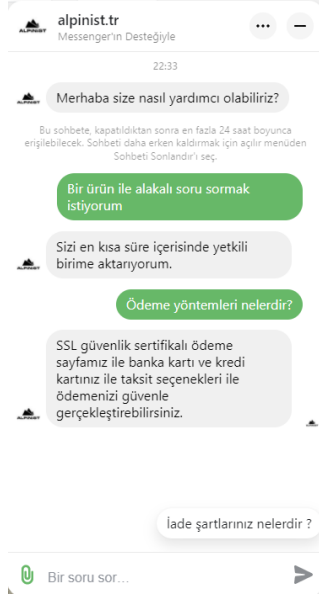 alpinist.tr
Messenger'ın Desteğiyle
22:33
Merhaba size nasıl yardımcı olabiliriz?
Bu sohbete, kapatıldıktan sonra en fazla 24 saat boyunca
erişilebilecek. Sohbeti daha erken kaldırmak için açılır menüden
Sohbeti Sonlandır'ı seç.
Bir ürün ile alakalı soru sormak
istiyorum
Sizi en kısa süre içerisinde yetkili
birime aktarıyorum.
Ödeme yöntemleri nelerdir?
SSL güvenlik sertifikalı ödeme
sayfamız ile banka kartı ve kredi
kartınız ile taksit seçenekleri ile
ödemenizi güvenle
gerçekleştirebilirsiniz.
İade şartlarınız nelerdir ?
Bir soru sor...